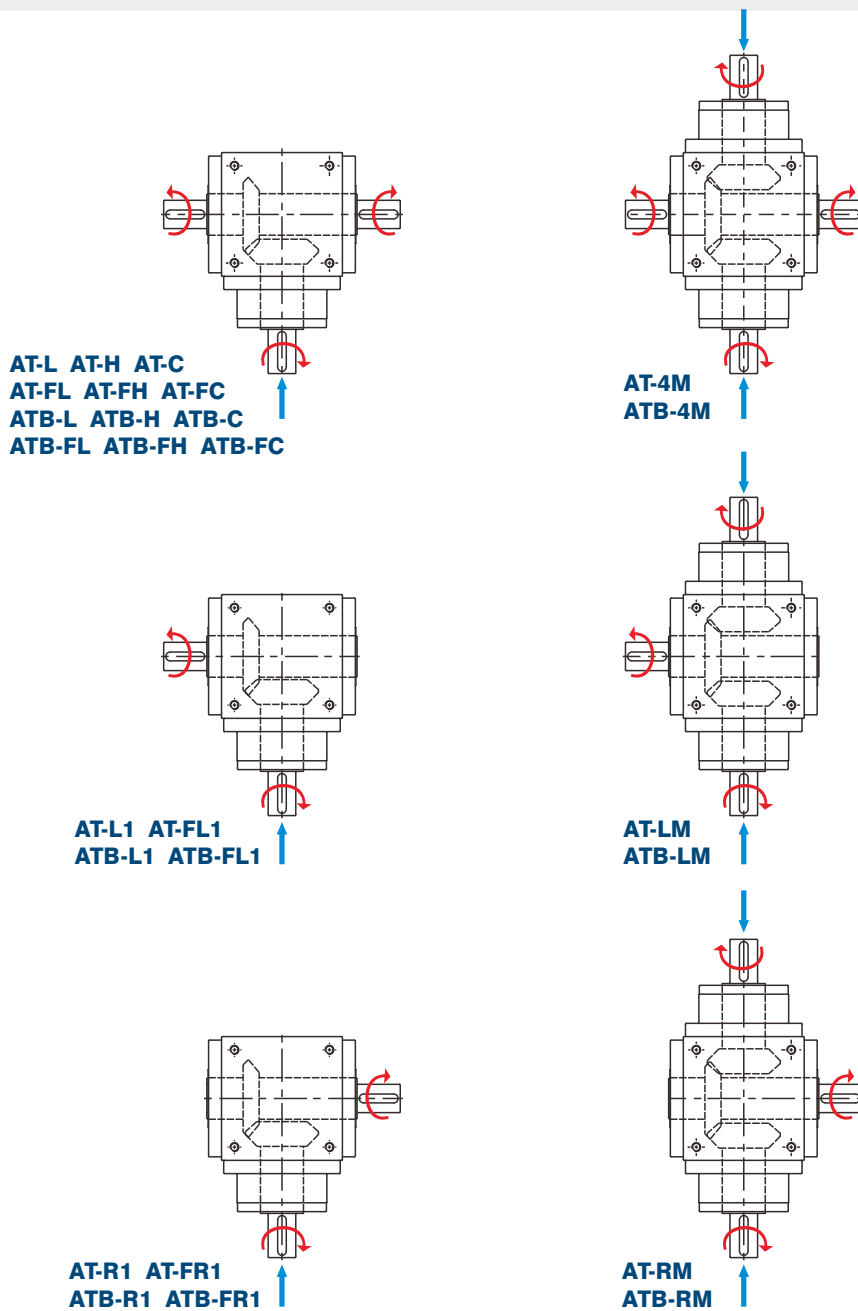 AT-L AT-H AT-C
AT-FL AT-FH AT-FC
ATB-L ATB-H ATB-C
ATB-FL ATB-FH ATB-FC
AT-4M
ATB-4M
AT-L1 AT-FL1
ATB-L1 ATB-FL1
AT-LM
ATB-LM
AT-R1 AT-FR1
ATB-R1 ATB-FR1
AT-RM
ATB-RM